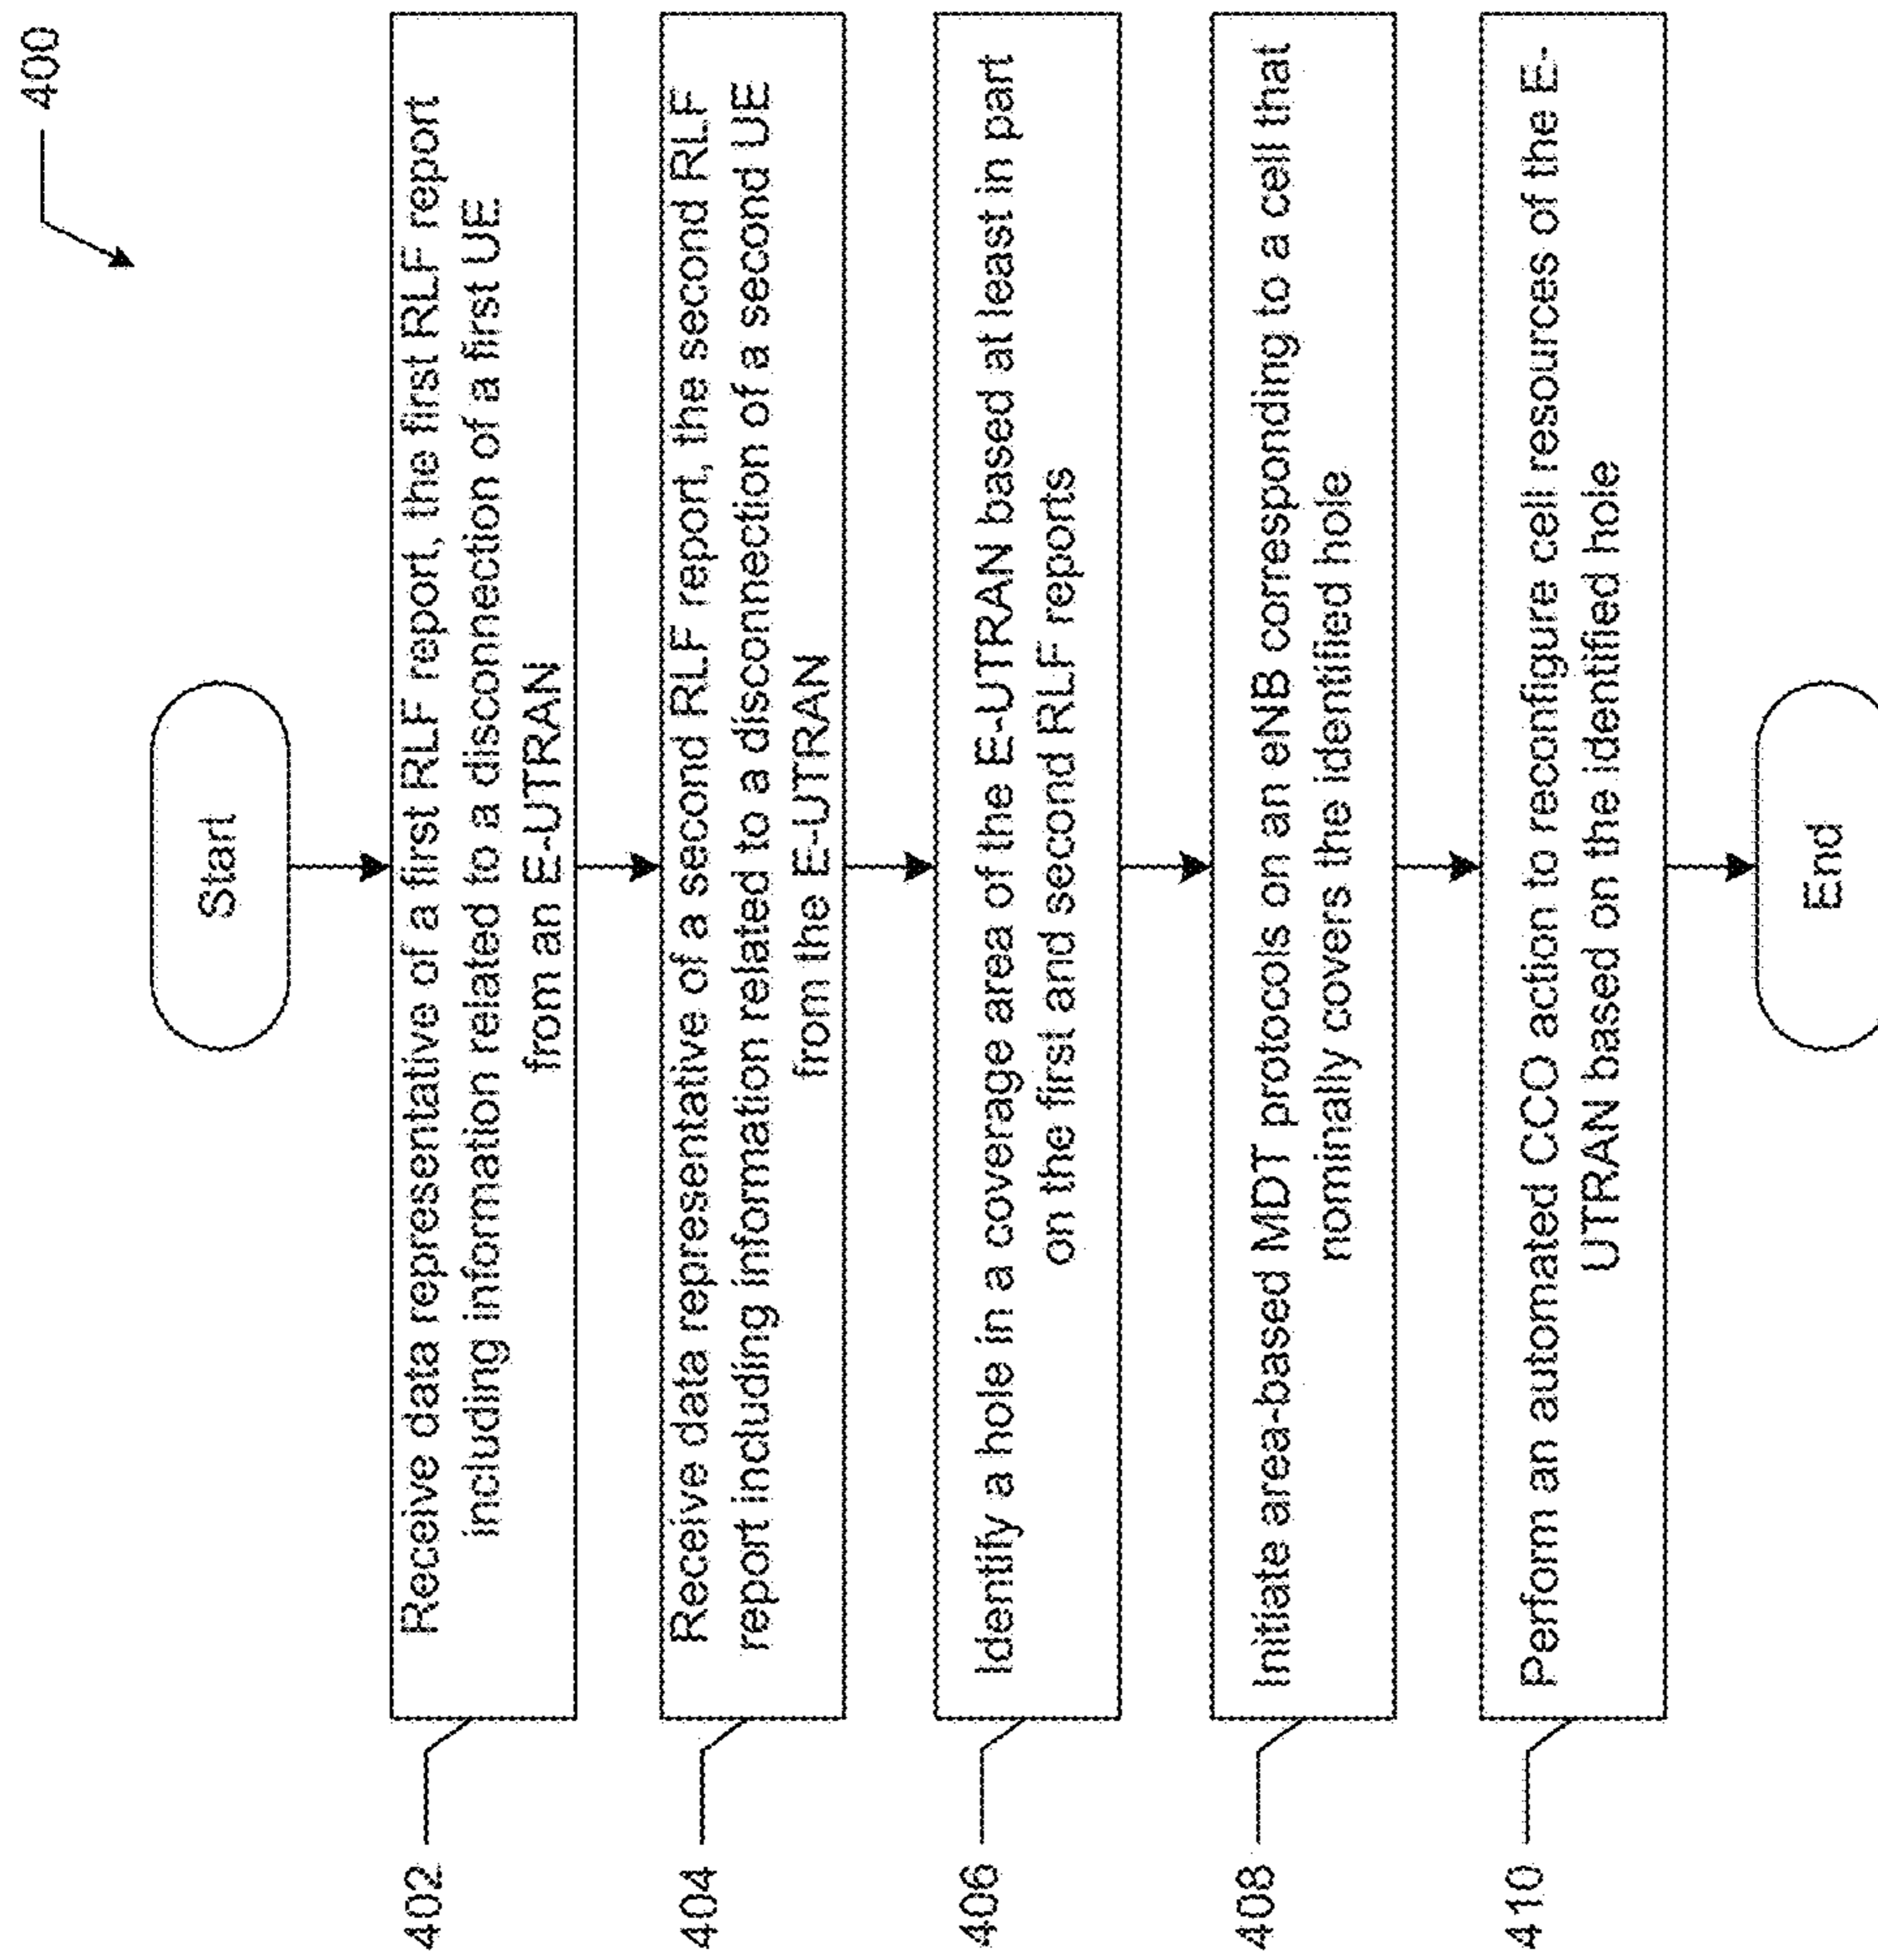 400
Start
402
Receive data representative of a first RLF report, the first RLF report
including information related to a disconnection of a first UE
from an E-UTRAN
404
Receive data representative of a second RLF report, the second RLF
report including information related to a disconnection of a second UE
from the E-UTRAN
406
Identify a hole in a coverage area of the E-UTRAN based at least in part
on the first and second RLF reports
408
Initiate area-based MDT protocols on an eNB corresponding to a cell that
nominally covers the identified hole
410
Perform an automated CCO action to reconfigure cell resources of the E-
UTRAN based on the identified hole
End